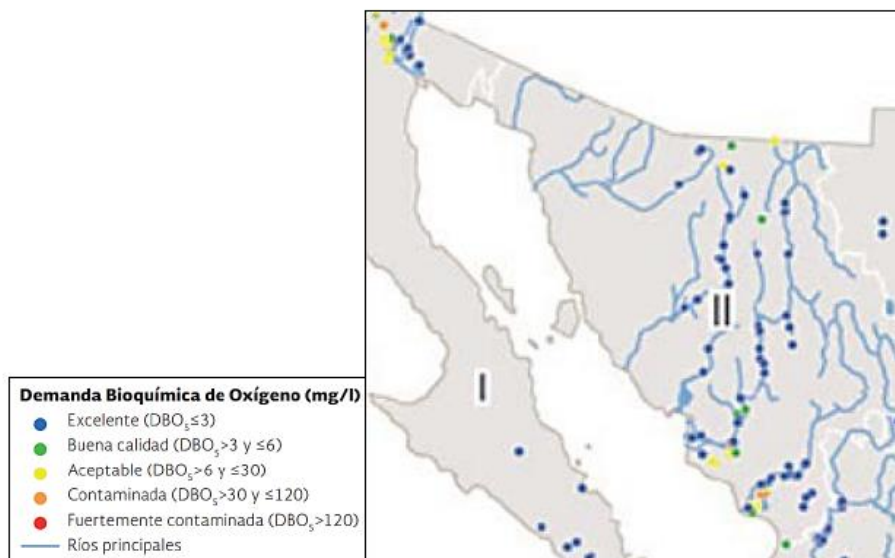 Demanda Bioquímica de Oxígeno (mg/l)
Excelente (DBO₅≤3)
Buena calidad (DBO₅>3 y ≤6)
Aceptable (DBO₅>6 y ≤30)
Contaminada (DBO₅>30 y ≤120)
Fuertemente contaminada (DBO₅>120)
Ríos principales
I
II